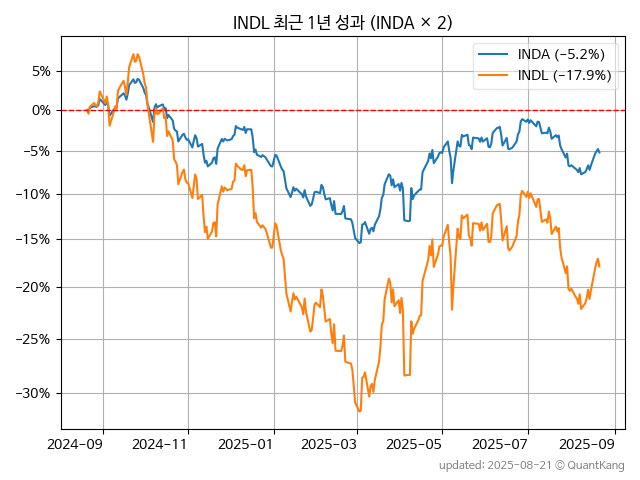 INDL 최근 1년 성과 (INDA × 2)
INDA (−5.2%)
INDL (−17.9%)
5%
0%
−5%
−10%
−15%
−20%
−25%
−30%
2024−09 2024−11 2025−01 2025−03 2025−05 2025−07 2025−09
updated: 2025-08-21 © QuantKang